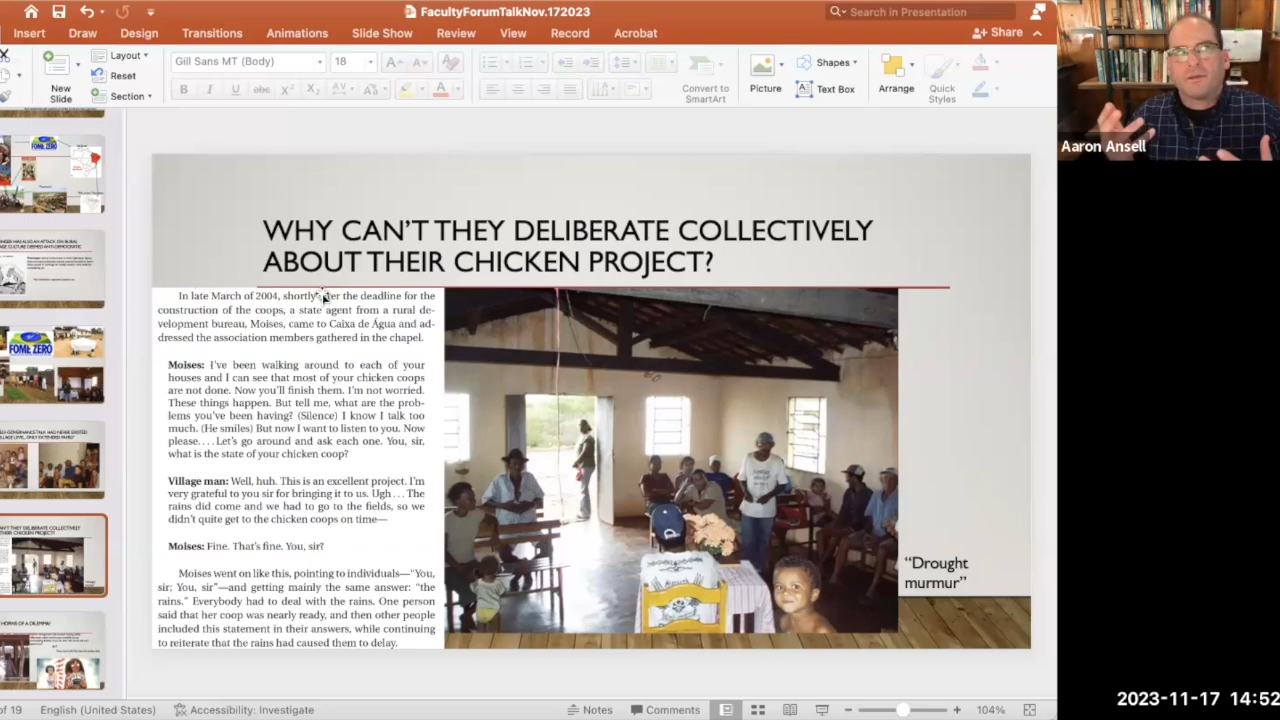 FacultyForumTalkNov.172023
Search in Presentation
Insert
Draw
Design
Transitions
Animations
Slide Show
Review
View
Record
Acrobat
Share
Gill Sans MT (Body)
18
New
Slide
Layout
Reset
Section
Convert to
SmartArt
Picture
Shapes
Text Box
Arrange
Quick
Styles
Aaron Ansell
WHY CAN'T THEY DELIBERATE COLLECTIVELY
ABOUT THEIR CHICKEN PROJECT?
In late March of 2004, shortly after the deadline for the
construction of the coops, a state agent from a rural de-
velopment bureau, Moises, came to Caixa de Água and ad-
dressed the association members gathered in the chapel.
Moises: I've been walking around to each of your
houses and I can see that most of your chicken coops
are not done. Now you'll finish them. I'm not worried.
These things happen. But tell me, what are the prob-
lems you've been having? (Silence) I know I talk too
much. (He smiles) But now I want to listen to you. Now
please. . . . Let's go around and ask each one. You, sir,
what is the state of your chicken coop?
Village man: Well, huh. This is an excellent project. I'm
very grateful to you sir for bringing it to us. Ugh . . . The
rains did come and we had to go to the fields, so we
didn't quite get to the chicken coops on time—
Moises: Fine. That's fine. You, sir?
Moises went on like this, pointing to individuals—"You,
sir; You, sir"—and getting mainly the same answer: "the
rains." Everybody had to deal with the rains. One person
said that her coop was nearly ready, and then other people
included this statement in their answers, while continuing
to reiterate that the rains had caused them to delay.
"Drought
murmur"
FOME ZERO
FOME ZERO
HORNS OF A DILEMMA?
of 19
English (United States)
Accessibility: Investigate
Notes
Comments
104%
2023-11-17 14:52